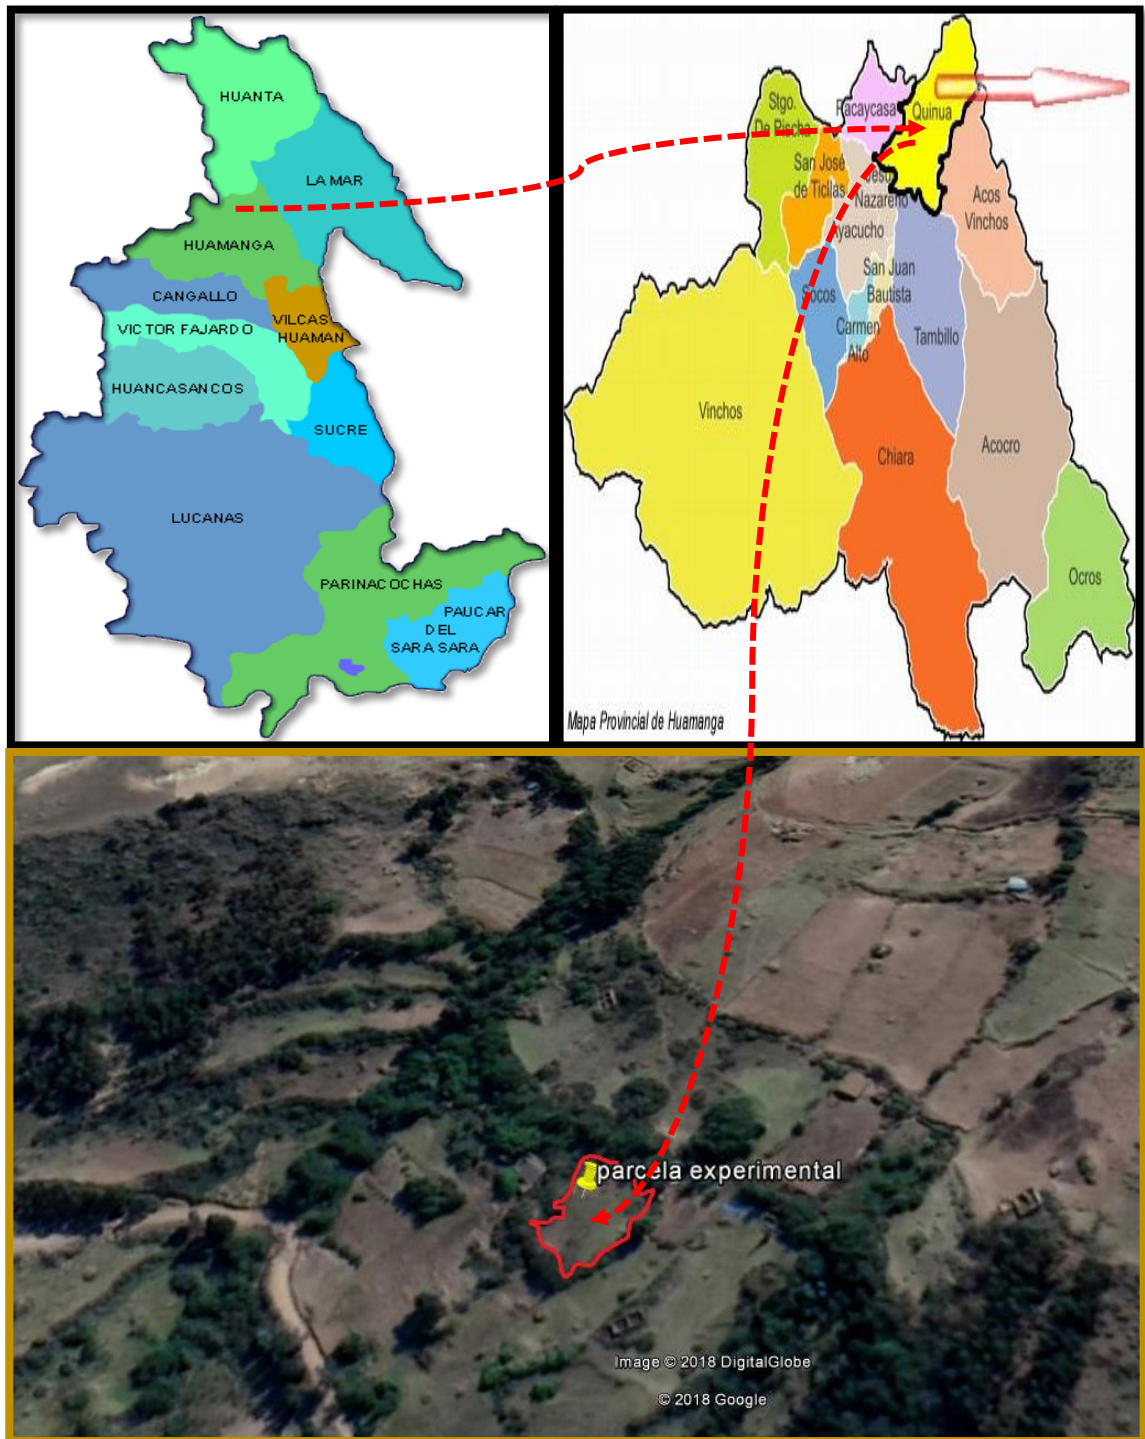 HUANTA
LA MAR
HUAMANGA
CANGALLO
VILCAS
HUAMAN
VICTOR FAJARDO
HUANCASANCOS
SUCRE
LUCANAS
PARINACOCHAS
PAUCAR
DEL
SARA SARA
Stgo.
De Pischa
Pacaycasa
Quinua
San José
de Ticllas
Jesús
Nazareno
Acos
Vinchos
Ayacucho
San Juan
Bautista
Socos
Carmen
Alto
Tambillo
Vinchos
Chiara
Acocro
Ocros
Mapa Provincial de Huamanga
parcela experimental
Image © 2018 DigitalGlobe
© 2018 Google